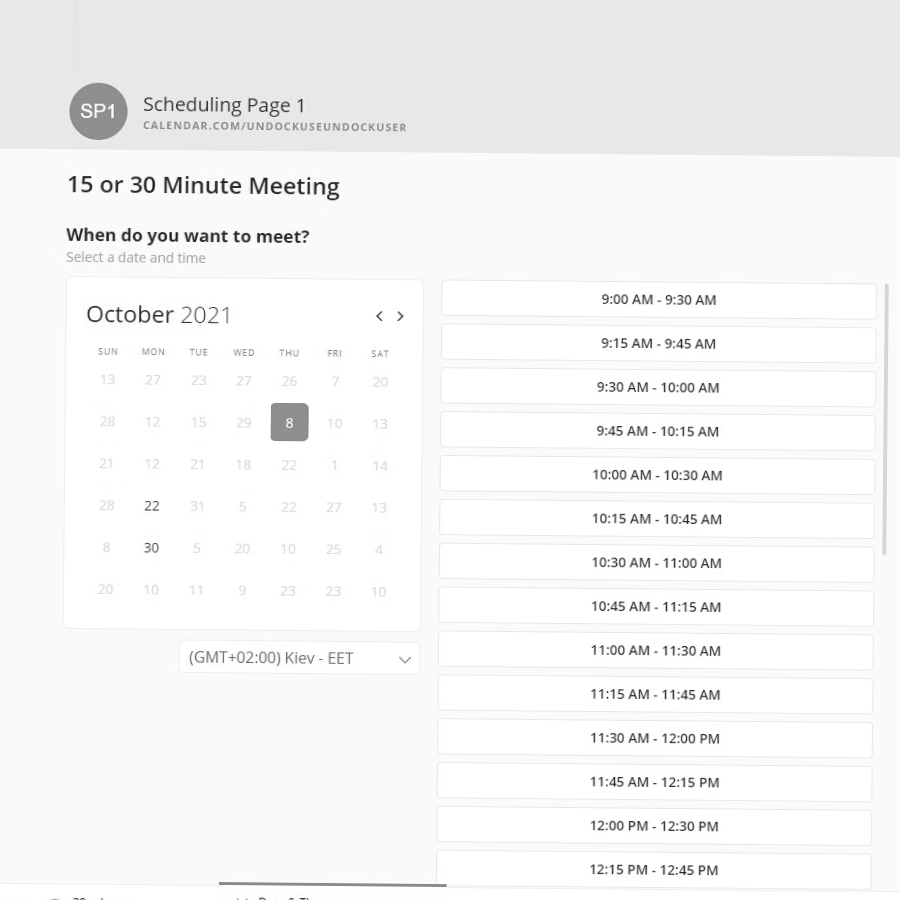 SP1
Scheduling Page 1
CALENDAR.COM/UNDOCKUSEUNDOCKUSER
15 or 30 Minute Meeting
When do you want to meet?
Select a date and time
October 2021
SUN MON TUE WED THU FRI SAT
13 27 23 27 26 7 20
28 12 15 29 8 10 13
21 12 21 18 22 1 14
28 22 31 5 22 27 13
8 30 5 20 10 25 4
20 10 11 9 23 23 10
(GMT+02:00) Kiev - EET
9:00 AM - 9:30 AM
9:15 AM - 9:45 AM
9:30 AM - 10:00 AM
9:45 AM - 10:15 AM
10:00 AM - 10:30 AM
10:15 AM - 10:45 AM
10:30 AM - 11:00 AM
10:45 AM - 11:15 AM
11:00 AM - 11:30 AM
11:15 AM - 11:45 AM
11:30 AM - 12:00 PM
11:45 AM - 12:15 PM
12:00 PM - 12:30 PM
12:15 PM - 12:45 PM